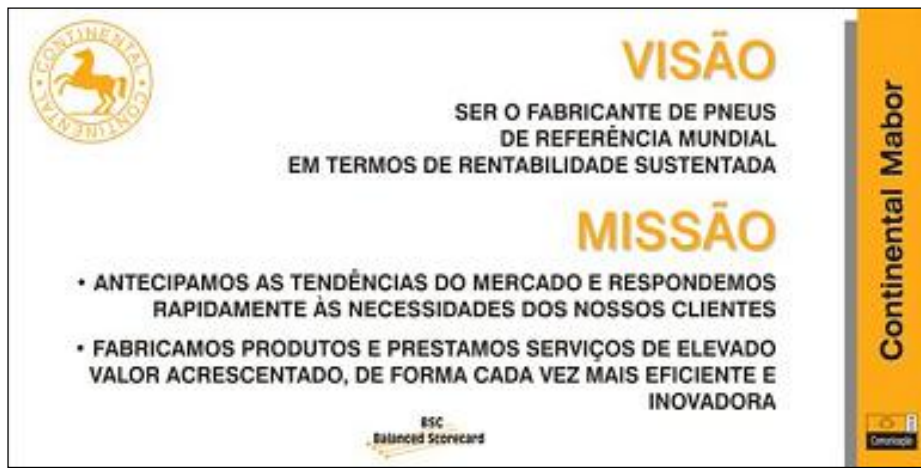 CONTINENTAL • CONTINENTAL •
VISÃO
SER O FABRICANTE DE PNEUS
DE REFERÊNCIA MUNDIAL
EM TERMOS DE RENTABILIDADE SUSTENTADA
MISSÃO
• ANTECIPAMOS AS TENDÊNCIAS DO MERCADO E RESPONDEMOS
RAPIDAMENTE ÀS NECESSIDADES DOS NOSSOS CLIENTES
• FABRICAMOS PRODUTOS E PRESTAMOS SERVIÇOS DE ELEVADO
VALOR ACRESCENTADO, DE FORMA CADA VEZ MAIS EFICIENTE E
INOVADORA
BSC
Balanced Scorecard
Continental Mabor
Comunicação